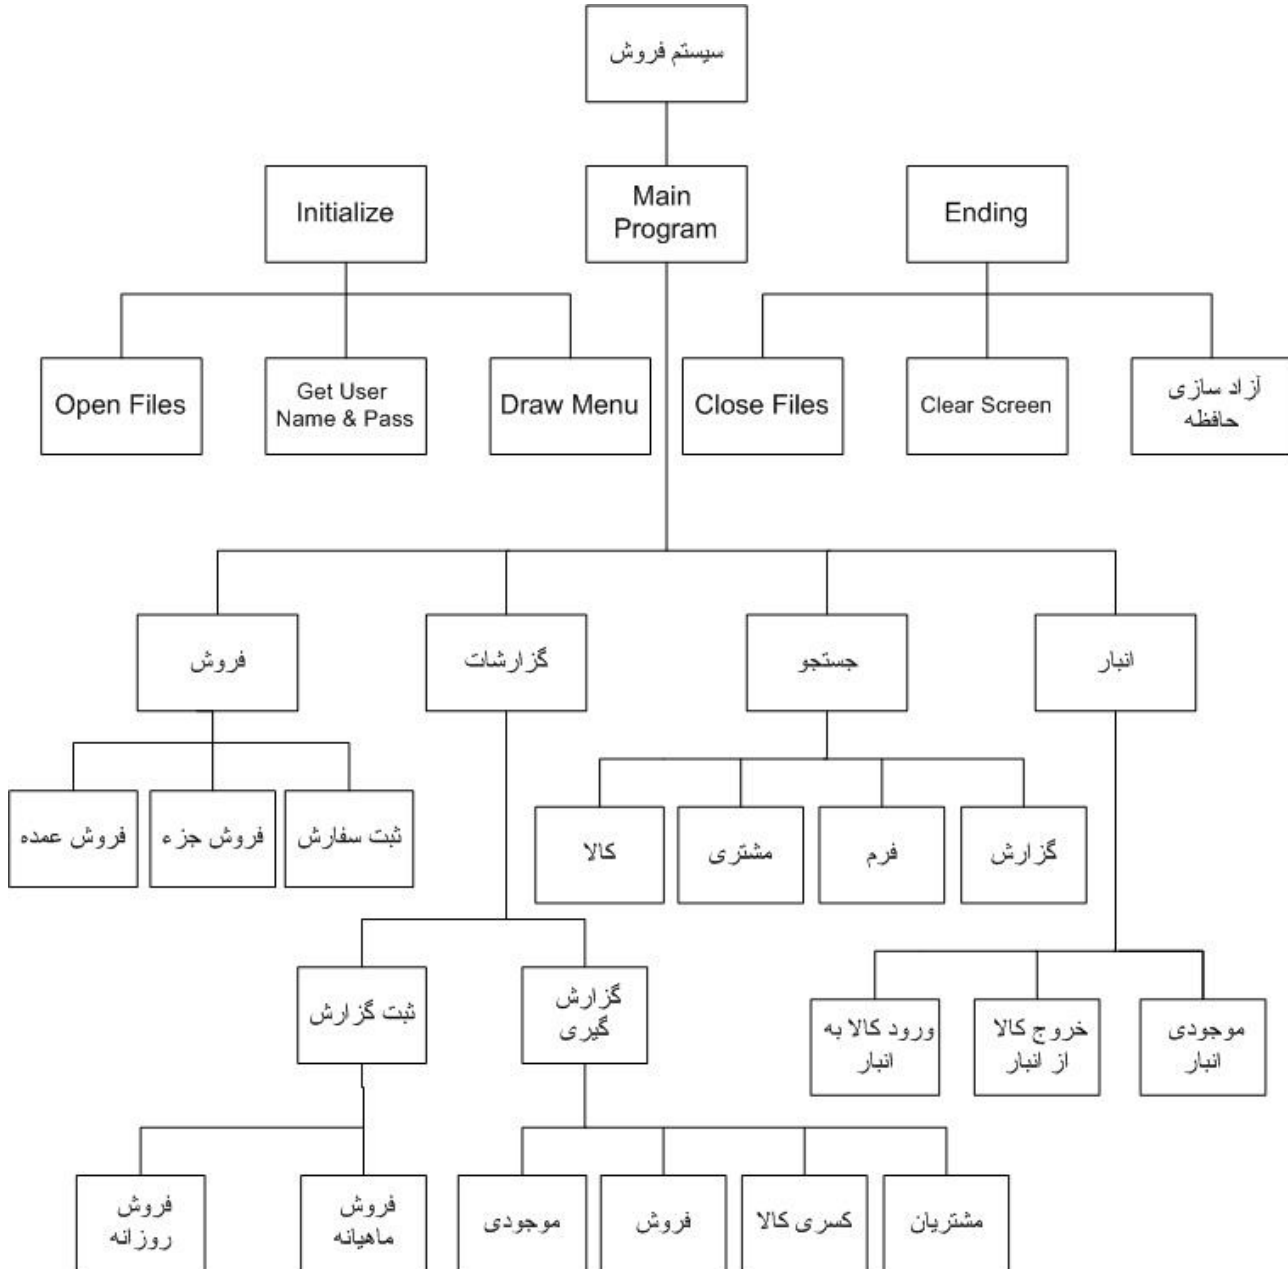 سیستم فروش
Initialize
Main
Program
Ending
Open Files
Get User
Name & Pass
Draw Menu
Close Files
Clear Screen
آزاد سازی
حافظه
فروش
گزارشات
جستجو
انبار
فروش عمده
فروش جزء
ثبت سفارش
کالا
مشتری
فرم
گزارش
ثبت گزارش
گزارش
گیری
ورود کالا به
انبار
خروج کالا
از انبار
موجودی
انبار
فروش
روزانه
فروش
ماهیانه
موجودی
فروش
کسری کالا
مشتریان